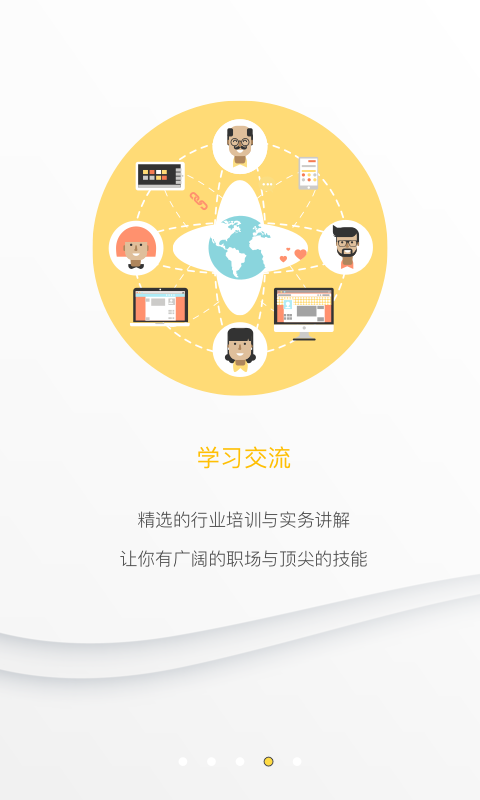 学习交流
精选的行业培训与实务讲解
让你有广阔的职场与顶尖的技能